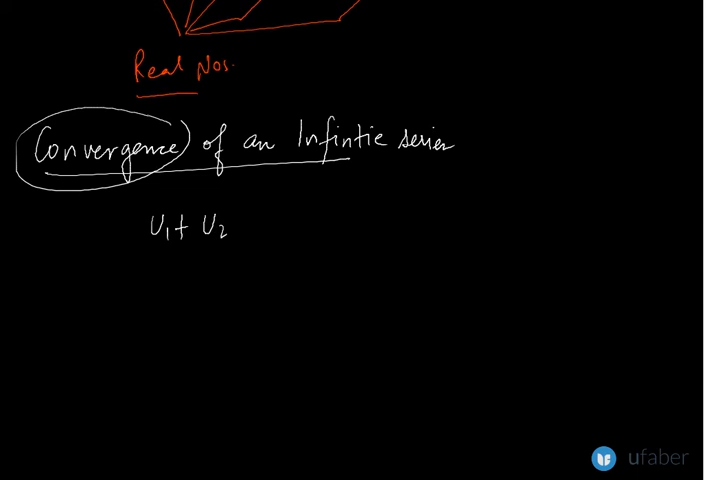 Real Nos.
Convergence of an Infintie series
U1 + U2
ufaber